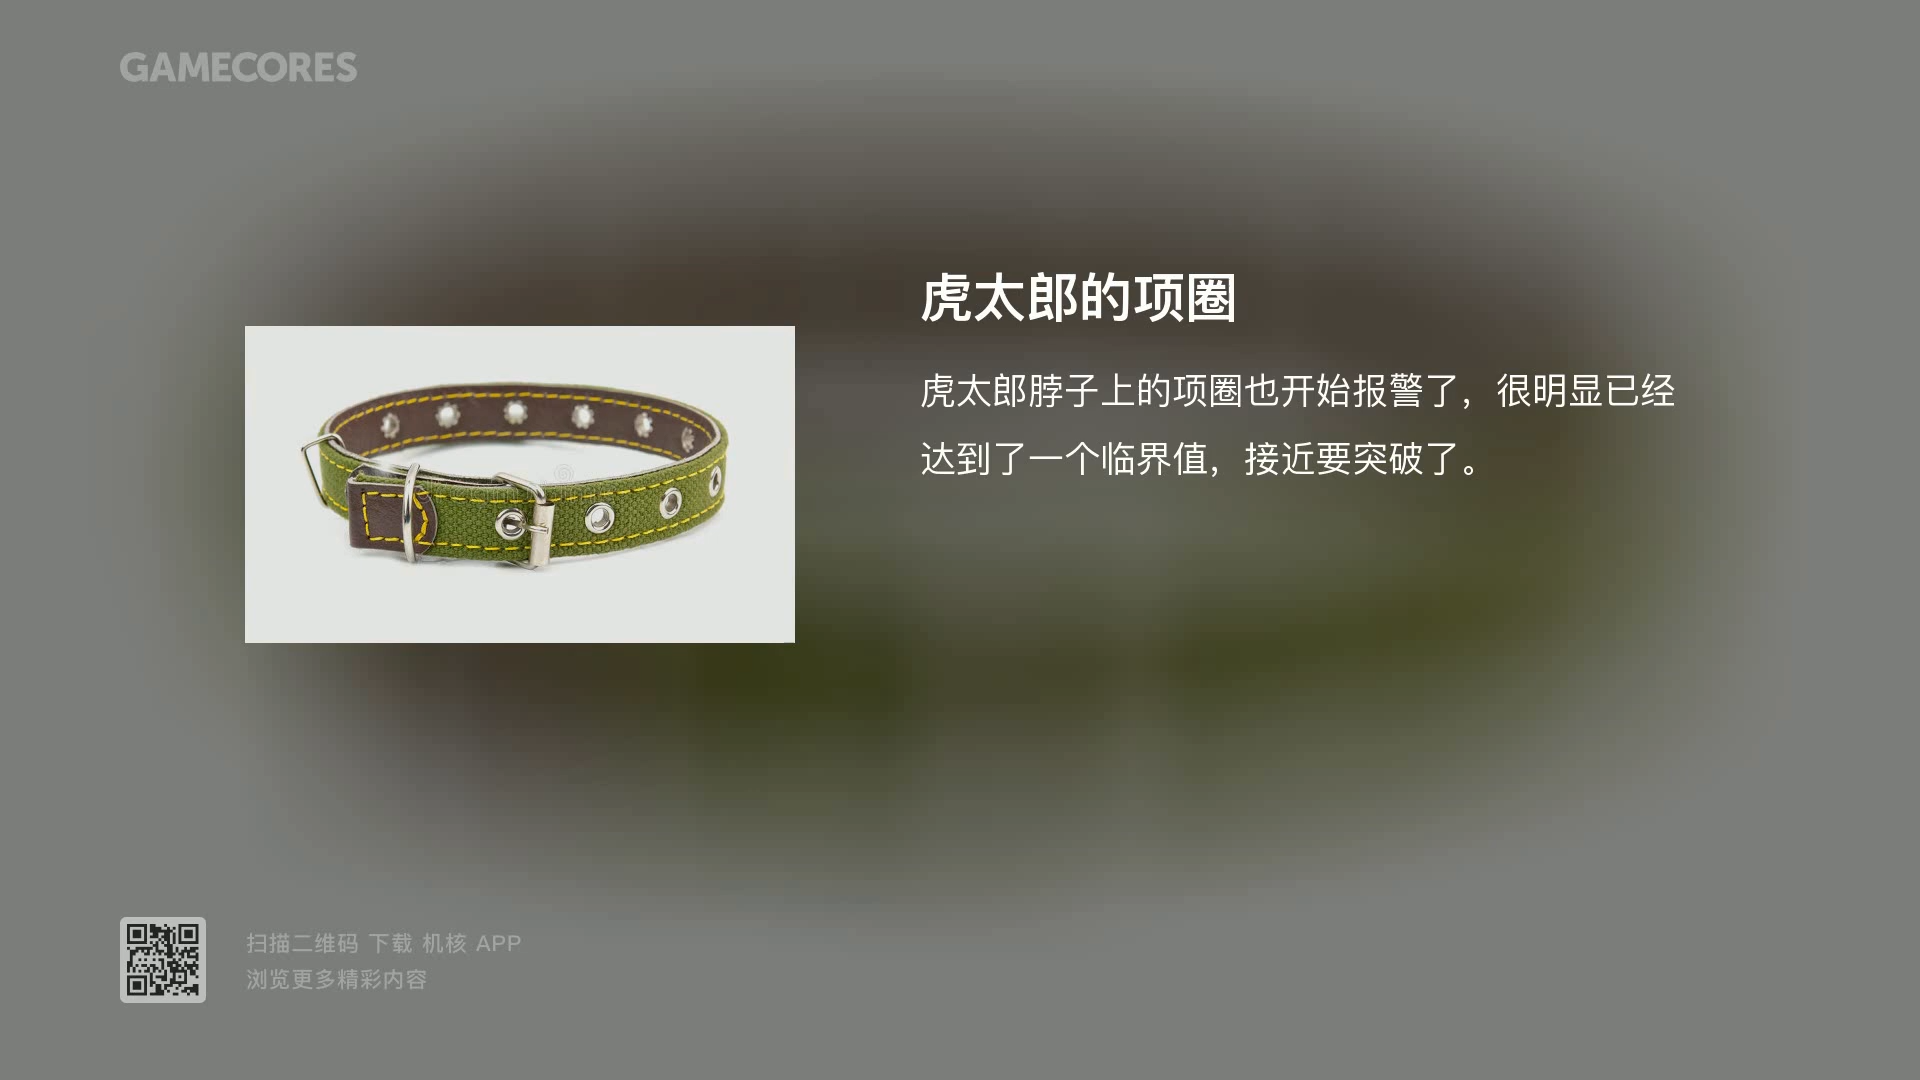 GAMECORES
虎太郎的项圈
虎太郎脖子上的项圈也开始报警了，很明显已经
达到了一个临界值，接近要突破了。
扫描二维码 下载 机核 APP
浏览更多精彩内容